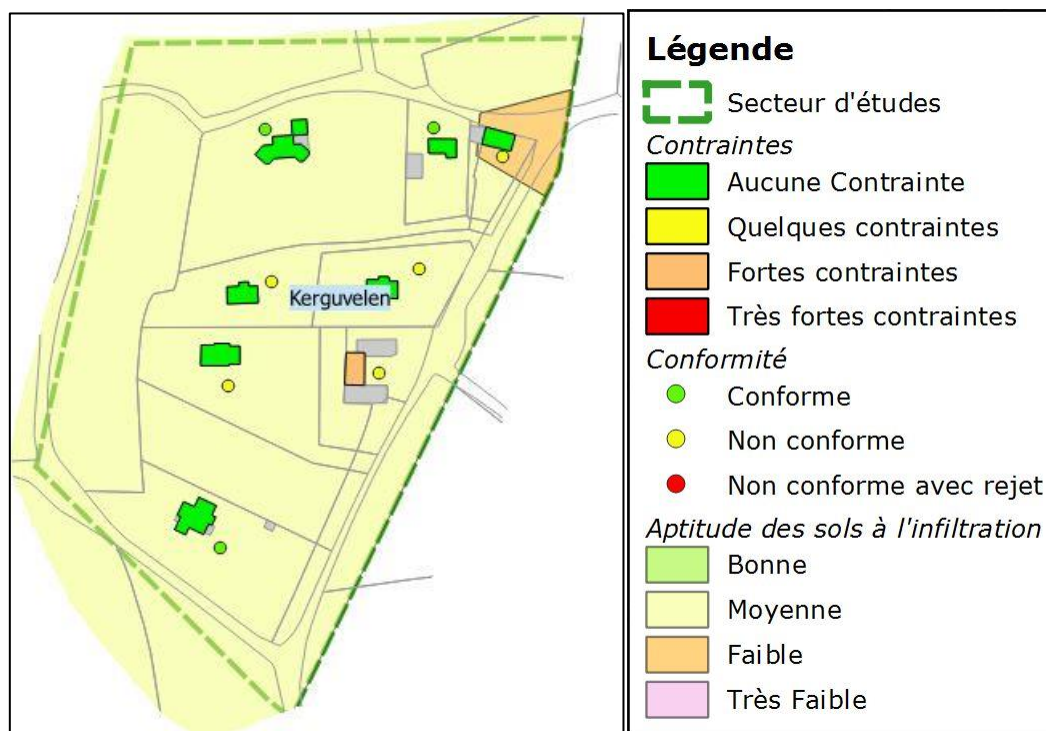 Kerguvelen
Légende
Secteur d'études
Contraintes
Aucune Contrainte
Quelques contraintes
Fortes contraintes
Très fortes contraintes
Conformité
Conforme
Non conforme
Non conforme avec rejet
Aptitude des sols à l'infiltration
Bonne
Moyenne
Faible
Très Faible